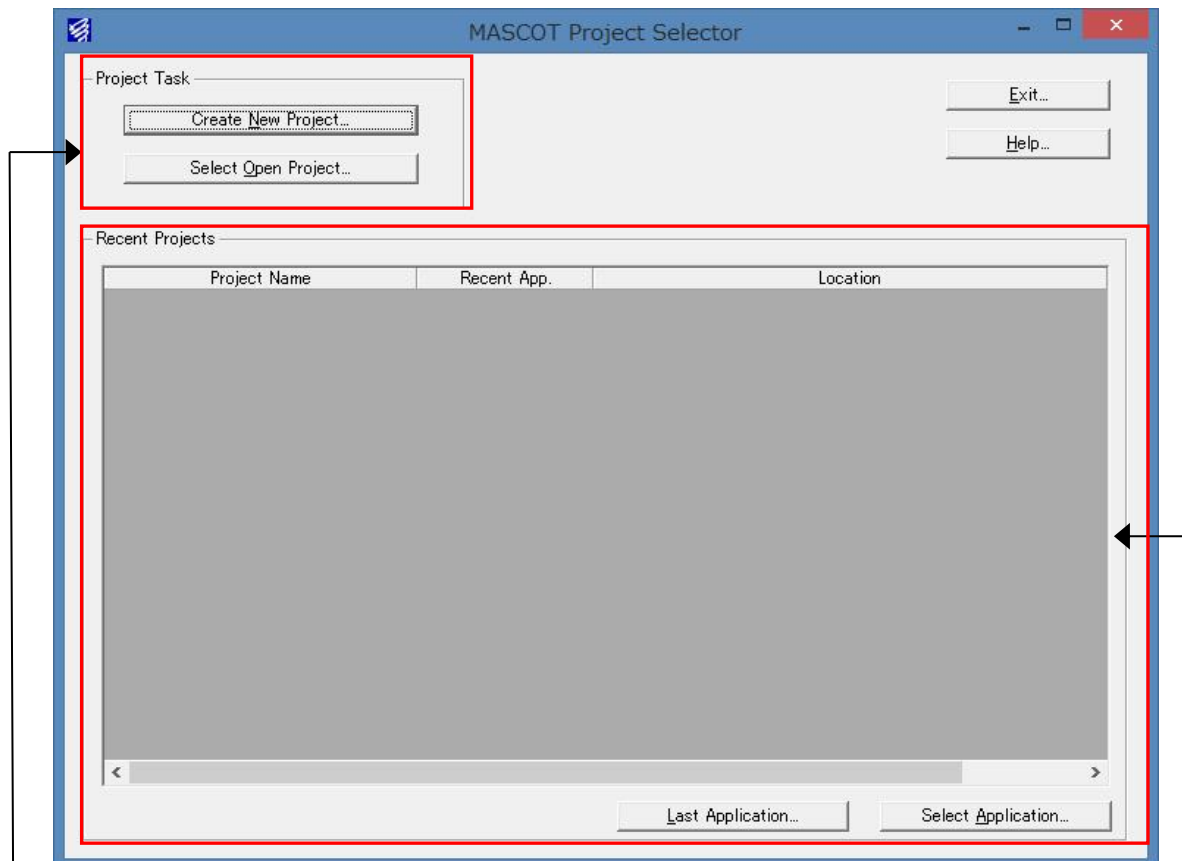 MASCOT Project Selector
Project Task
Create New Project...
Select Open Project...
Exit...
Help...
Recent Projects
Project Name Recent App. Location
Last Application... Select Application...